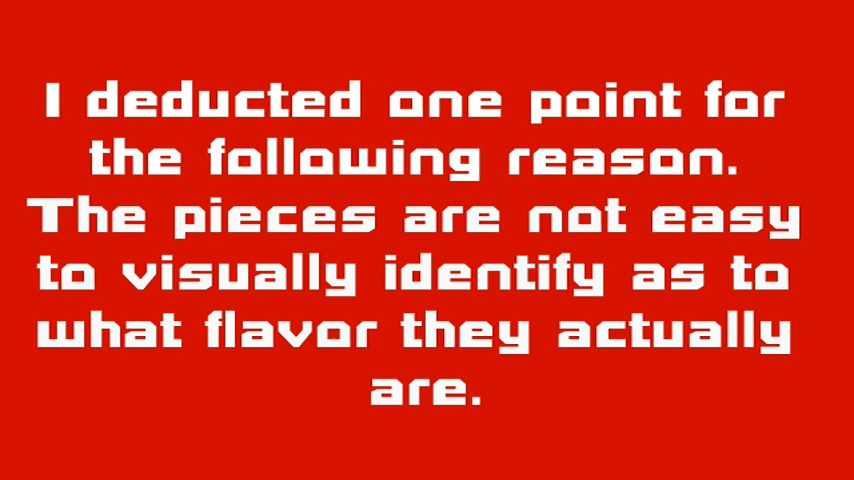 I deducted one point for
the following reason.
The pieces are not easy
to visually identify as to
what flavor they actually
are.